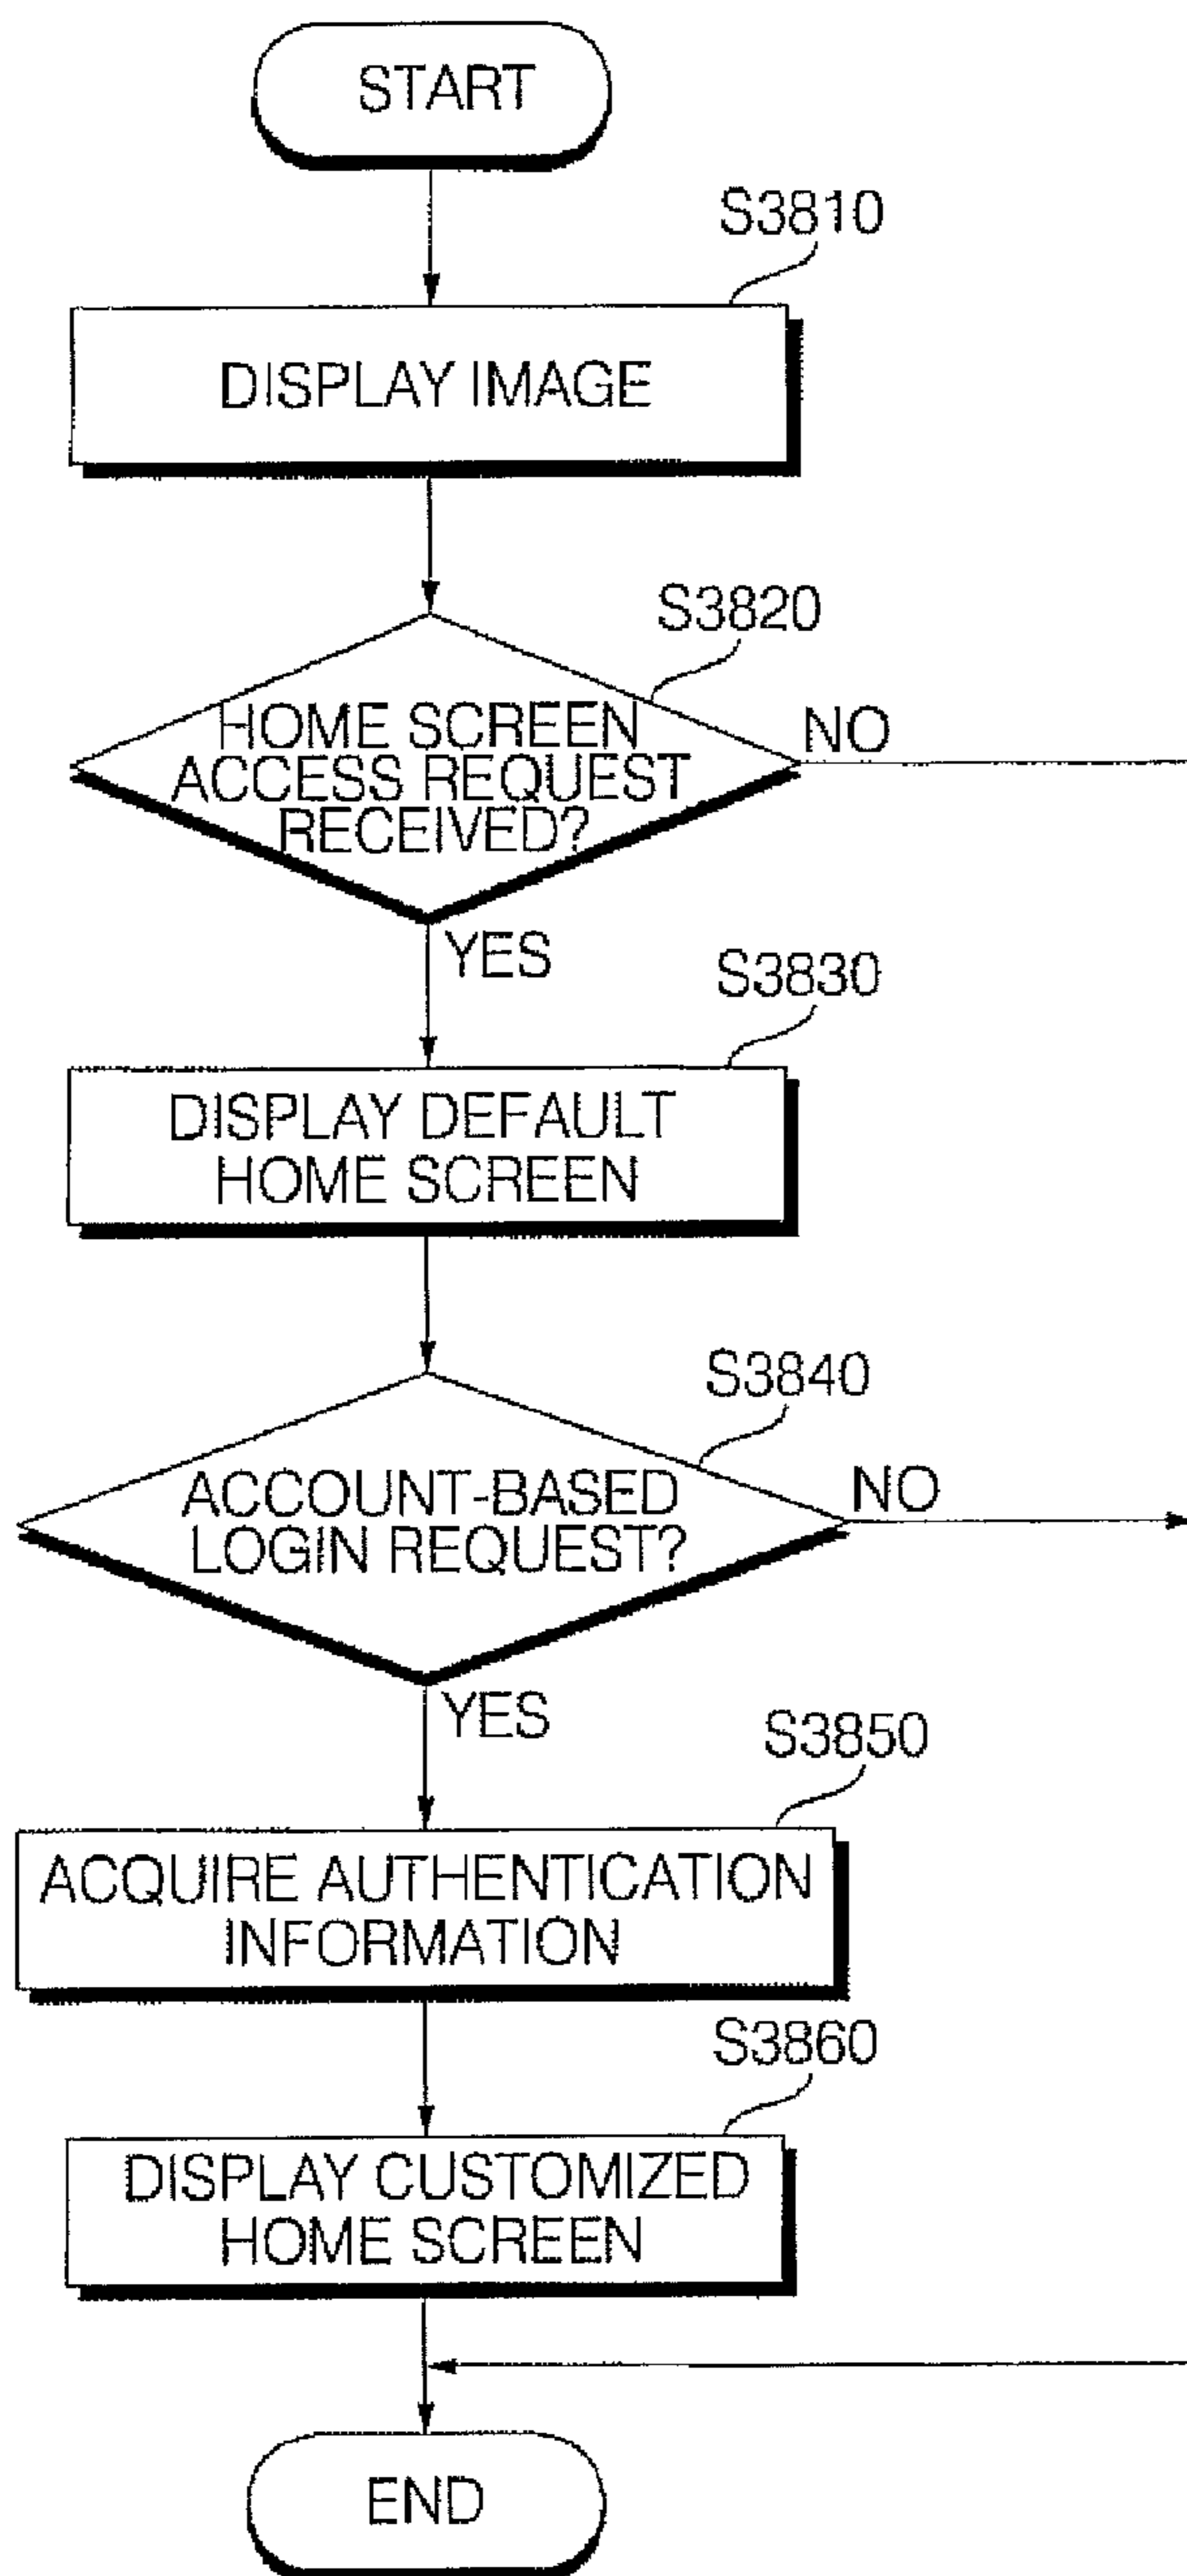 START
S3810
DISPLAY IMAGE
S3820
HOME SCREEN
ACCESS REQUEST
RECEIVED?
NO
YES
S3830
DISPLAY DEFAULT
HOME SCREEN
S3840
ACCOUNT-BASED
LOGIN REQUEST?
NO
YES
S3850
ACQUIRE AUTHENTICATION
INFORMATION
S3860
DISPLAY CUSTOMIZED
HOME SCREEN
END